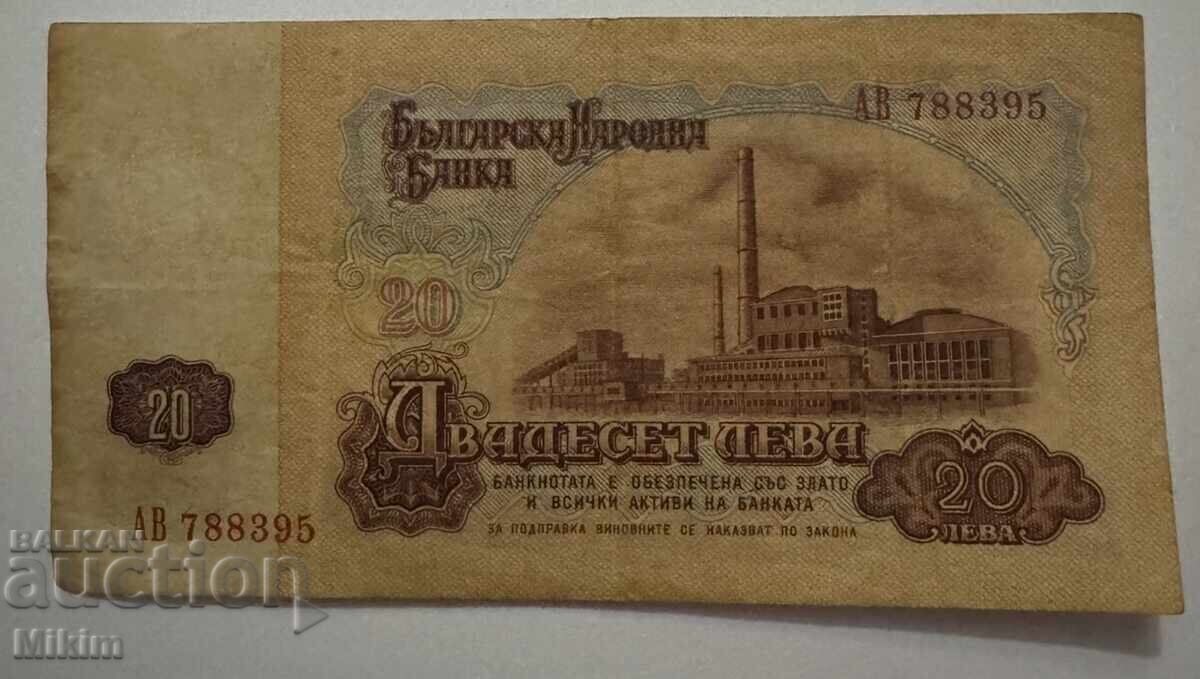 АВ 788395
Българска Народна
Банка
20
20
Двадесет лева
БАНКНОТАТА Е ОБЕЗПЕЧЕНА СЪС ЗЛАТО
И ВСИЧКИ АКТИВИ НА БАНКАТА
ЗА ПОДПРАВКА ВИНОВНИТЕ СЕ НАКАЗВАТ ПО ЗАКОНА
20
ЛЕВА
АВ 788395
BALKAN
auction
Mikim